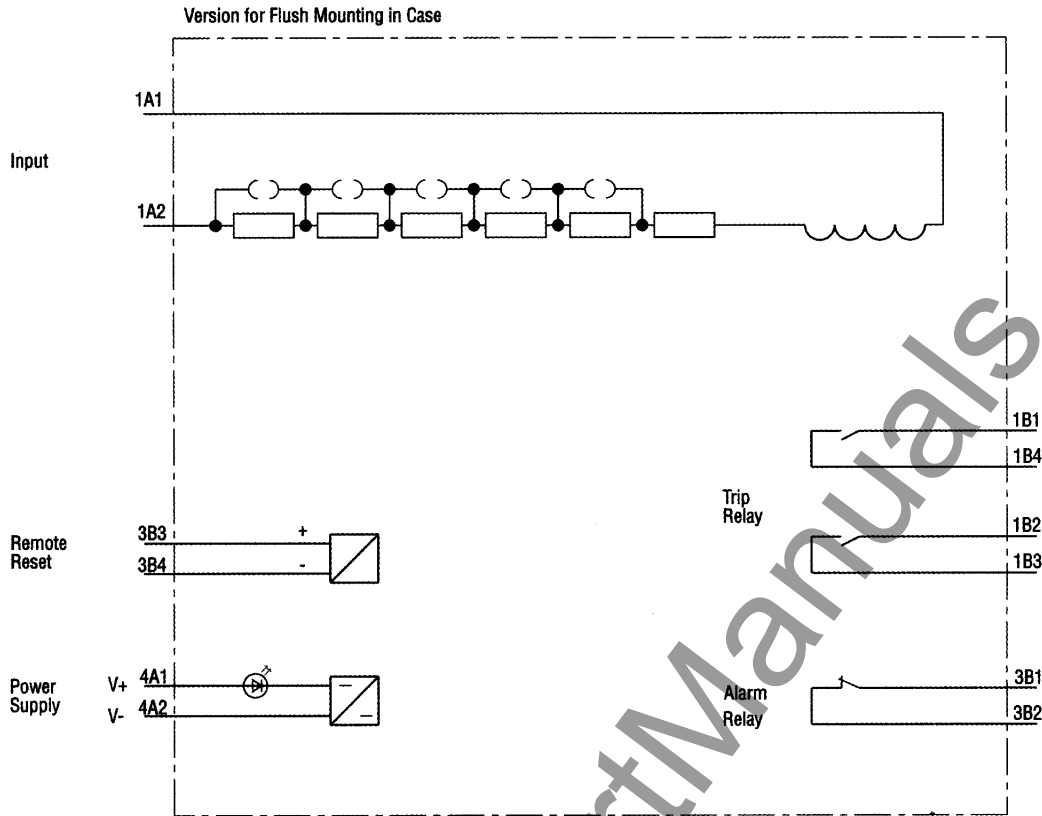 Version for Flush Mounting in Case
1A1
Input
1A2
1B1
1B4
Trip
Relay
1B2
1B3
Remote
Reset
3B3
+
3B4
-
Power
Supply
V+
4A1
V-
4A2
Alarm
Relay
3B1
3B2
rtManuals